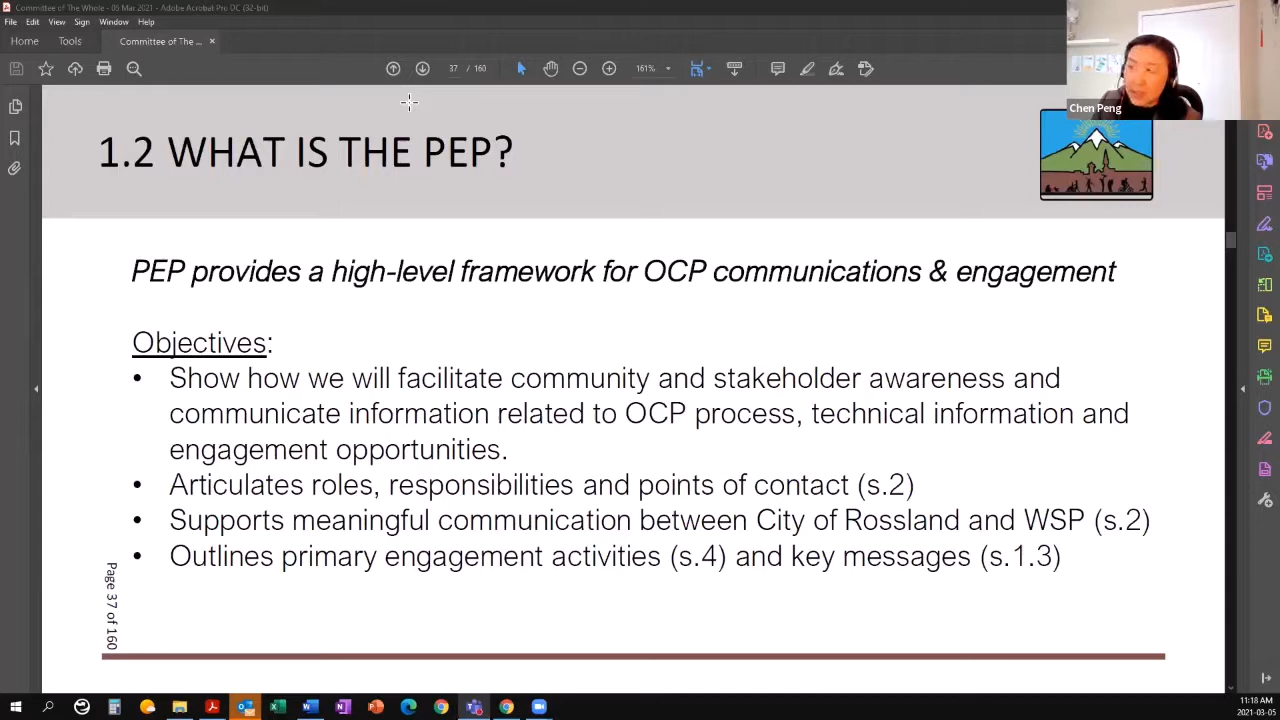 Committee of The Whole - 05 Mar 2021 - Adobe Acrobat Pro DC (32-bit)
File Edit View Sign Window Help
Home Tools Committee of The ... ×
37 / 160 161%
Chen Peng
1.2 WHAT IS THE PEP?
PEP provides a high-level framework for OCP communications & engagement
Objectives:
• Show how we will facilitate community and stakeholder awareness and
communicate information related to OCP process, technical information and
engagement opportunities.
• Articulates roles, responsibilities and points of contact (s.2)
• Supports meaningful communication between City of Rossland and WSP (s.2)
• Outlines primary engagement activities (s.4) and key messages (s.1.3)
Page 37 of 160
11:18 AM
2021-03-05